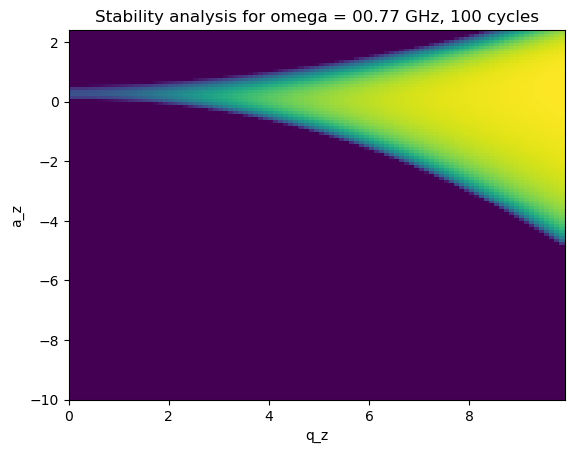 Stability analysis for omega = 00.77 GHz, 100 cycles
2
0
−2
−4
−6
−8
−10
a_z
0 2 4 6 8
q_z